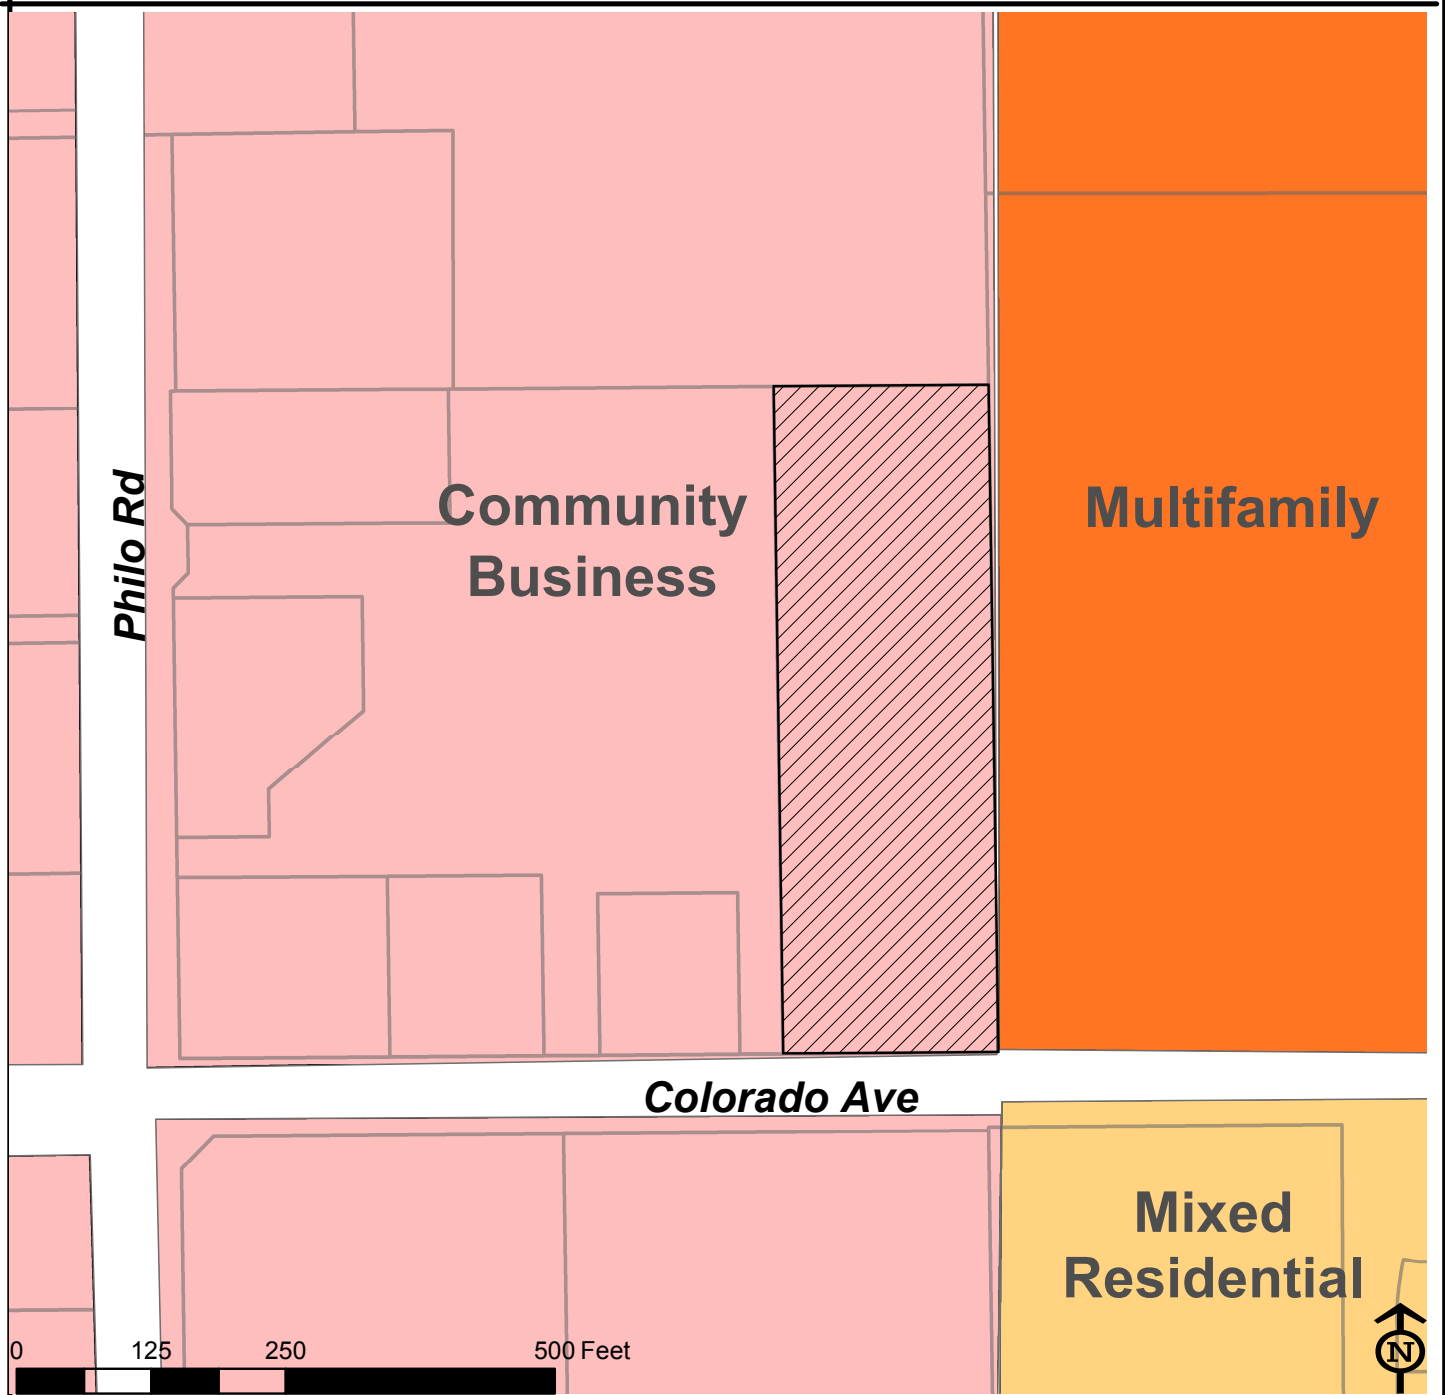 Philo Rd
Community
Business
Multifamily
Colorado Ave
Mixed
Residential
0 125 250 500 Feet
N